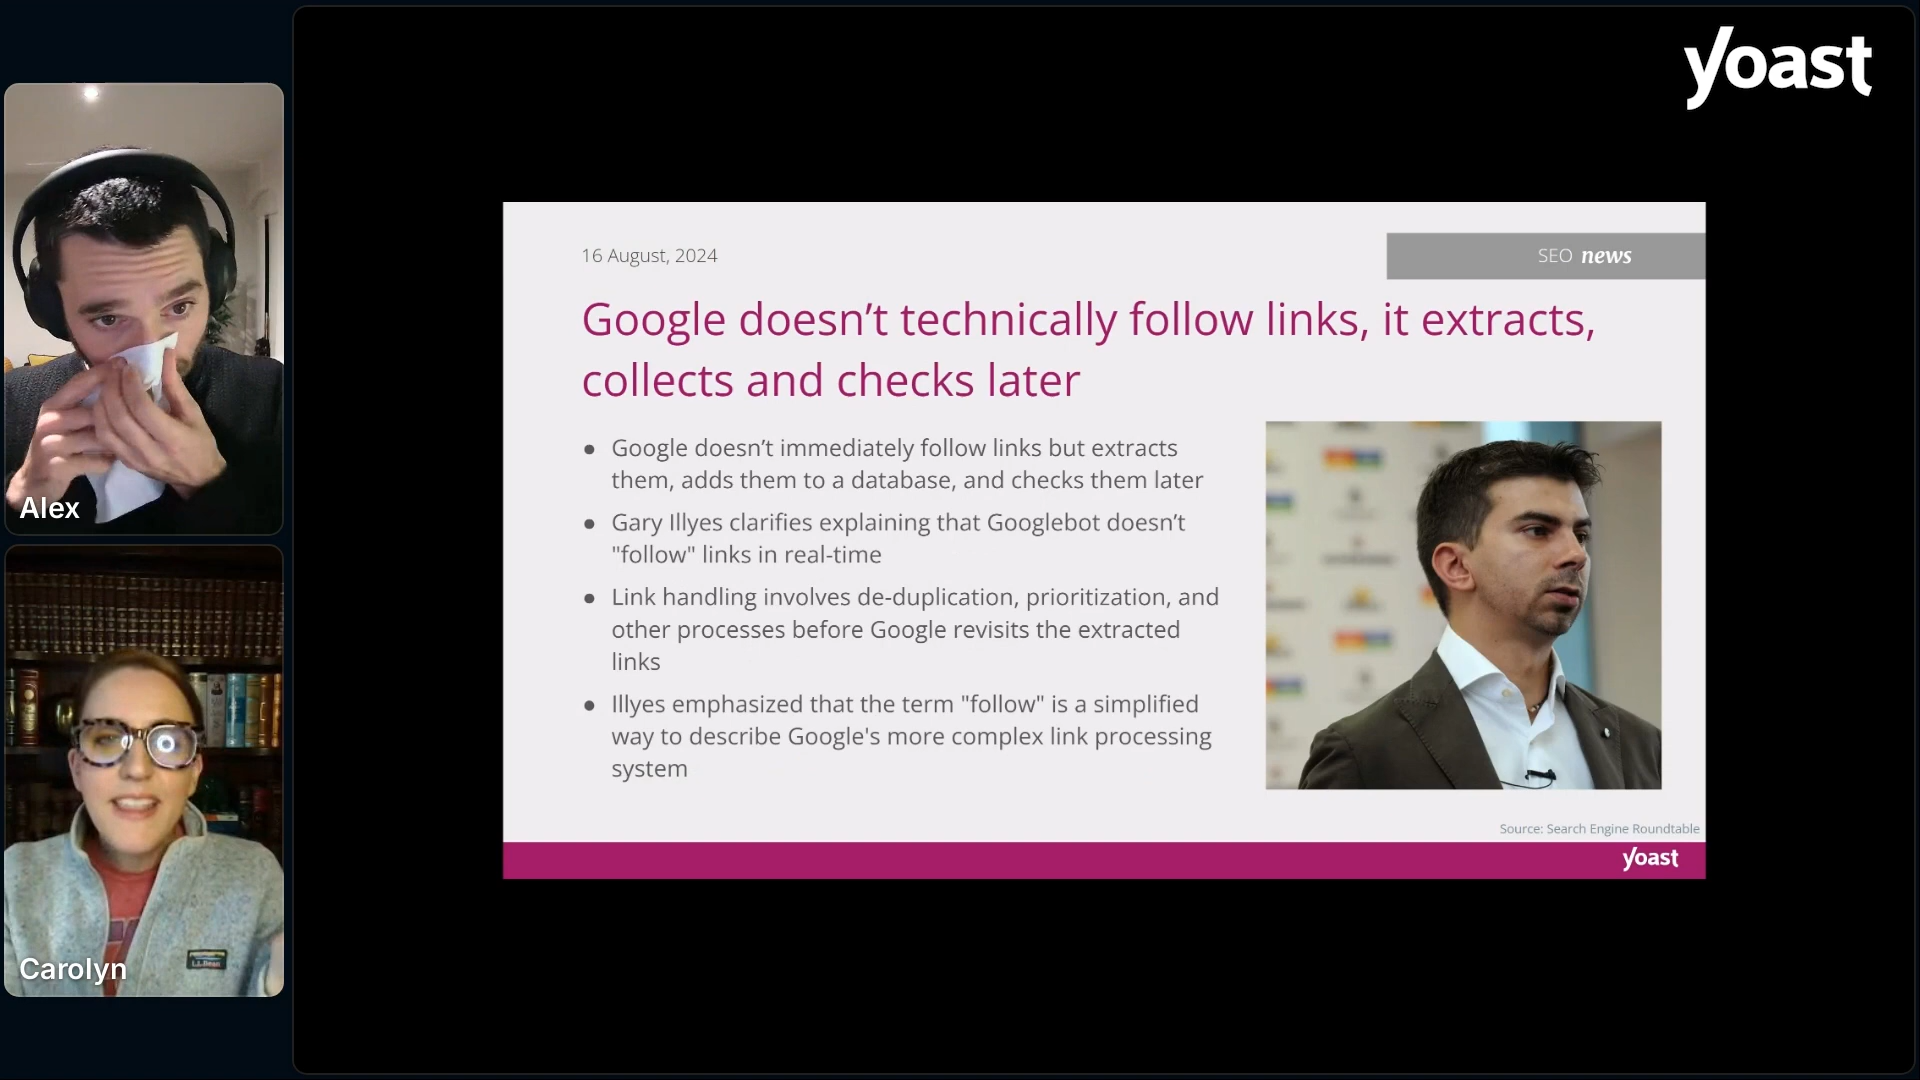 yoast
16 August, 2024
SEO news
Google doesn’t technically follow links, it extracts,
collects and checks later
● Google doesn’t immediately follow links but extracts
them, adds them to a database, and checks them later
● Gary Illyes clarifies explaining that Googlebot doesn’t
"follow" links in real-time
● Link handling involves de-duplication, prioritization, and
other processes before Google revisits the extracted
links
● Illyes emphasized that the term "follow" is a simplified
way to describe Google's more complex link processing
system
Source: Search Engine Roundtable
yoast
Alex
Carolyn
L.L.Bean